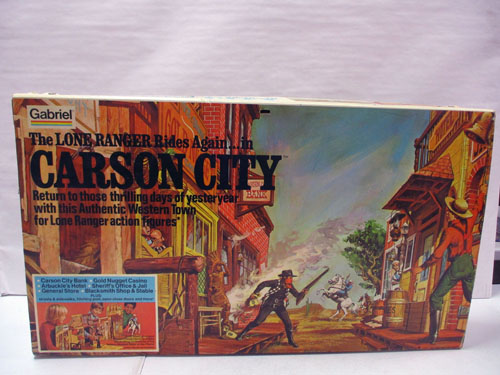 Gabriel
The LONE RANGER Rides Again...in
CARSON CITY™
Return to those thrilling days of yesteryear
with this Authentic Western Town
for Lone Ranger action figures*
• Carson City Bank • Gold Nugget Casino
• Arbuckle's Hotel • Sheriff's Office & Jail
• General Store • Blacksmith Shop & Stable
PLUS
BANK